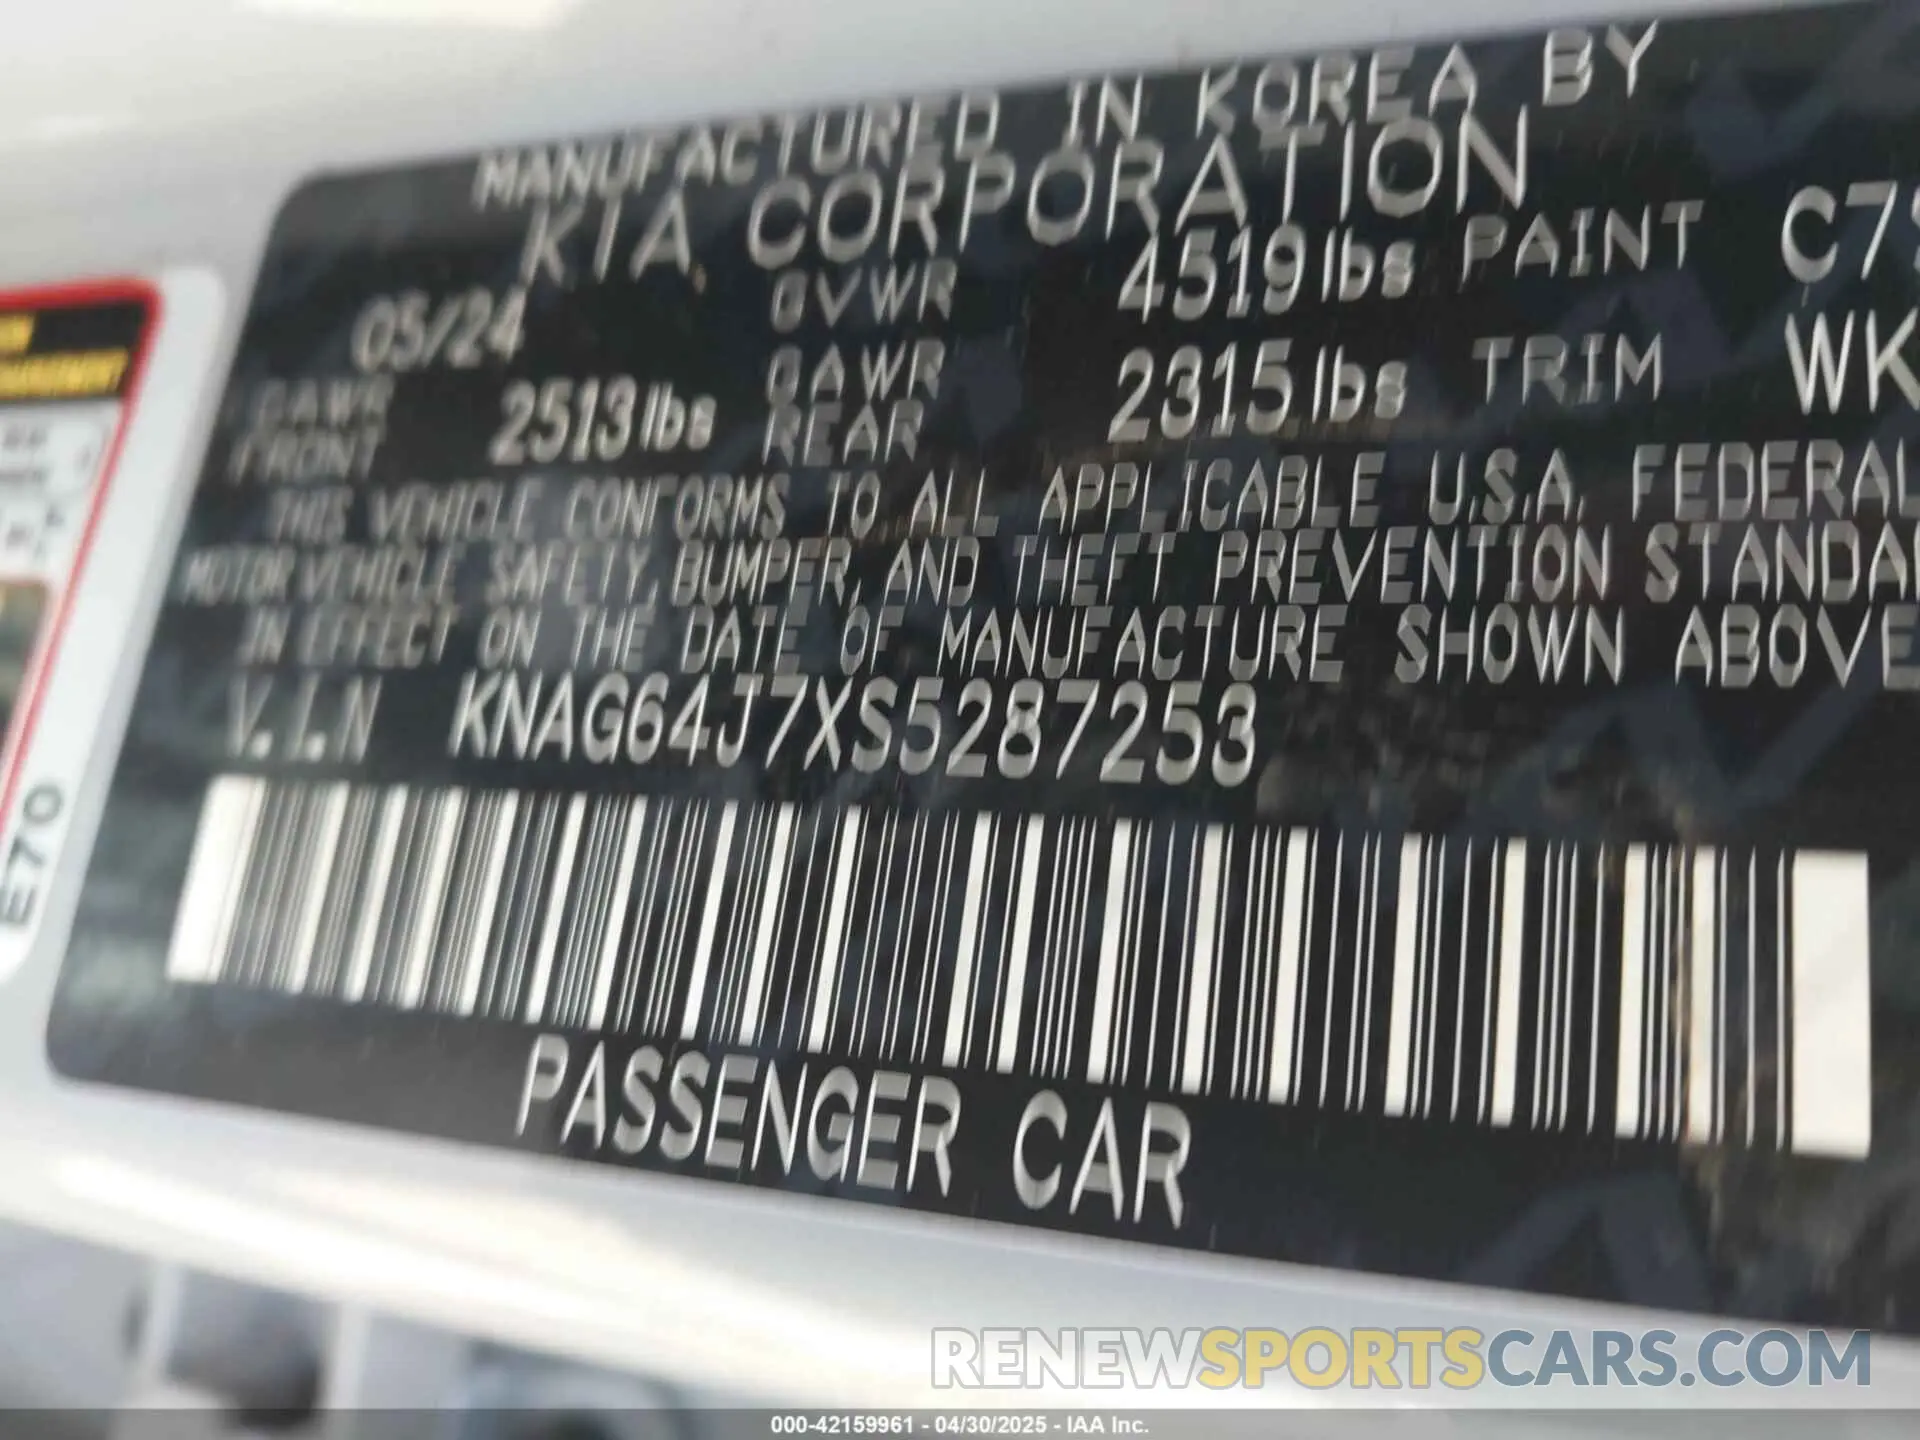 MANUFACTURED IN KOREA BY
KIA CORPORATION
05/24 GVWR 4519 lbs PAINT C7S
GAWR FRONT 2513 lbs GAWR REAR 2315 lbs TRIM WK
THIS VEHICLE CONFORMS TO ALL APPLICABLE U.S.A. FEDERAL
MOTOR VEHICLE SAFETY, BUMPER, AND THEFT PREVENTION STANDA
IN EFFECT ON THE DATE OF MANUFACTURE SHOWN ABOVE
V.I.N KNAG64J7XS5287253
PASSENGER CAR
E70
RENEWSPORTSCARS.COM
000-42159961 - 04/30/2025 - IAA Inc.